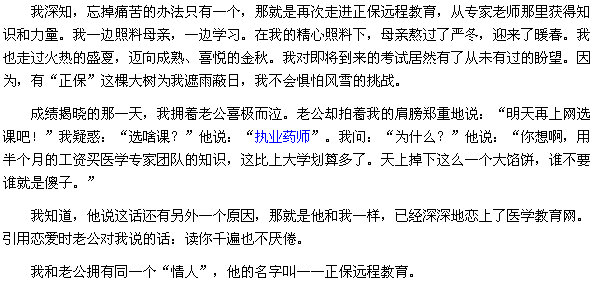 我深知，忘掉痛苦的办法只有一个，那就是再次走进正保远程教育，从专家老师那里获得知
识和力量。我一边照料母亲，一边学习。在我的精心照料下，母亲熬过了严冬，迎来了暖春。我
也走过火热的盛夏，迈向成熟、喜悦的金秋。我对即将到来的考试居然有了从未有过的盼望。因
为，有“正保”这棵大树为我遮雨蔽日，我不会惧怕风雪的挑战。
成绩揭晓的那一天，我拥着老公喜极而泣。老公却拍着我的肩膀郑重地说：“明天再上网选
课吧！”我疑惑：“选啥课？”他说：“执业药师”。我问：“为什么？”他说：“你想啊，用
半个月的工资买医学专家团队的知识，这比上大学划算多了。天上掉下这么一个大馅饼，谁不要
谁就是傻子。”
我知道，他说这话还有另外一个原因，那就是他和我一样，已经深深地恋上了医学教育网。
引用恋爱时老公对我说的话：读你千遍也不厌倦。
我和老公拥有同一个“情人”，他的名字叫——正保远程教育。